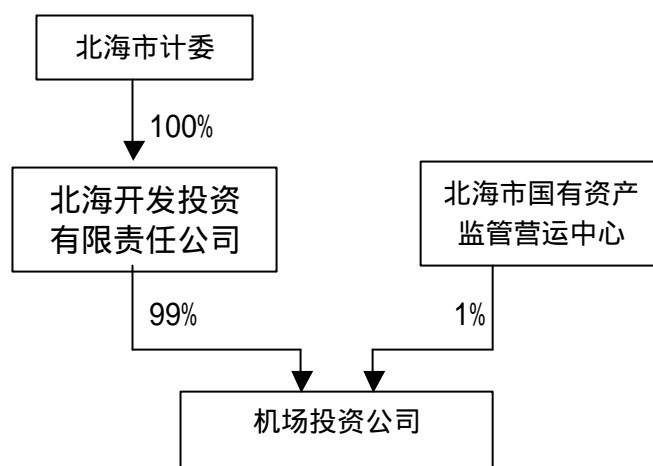 北海市计委
100%
北海开发投资
有限责任公司
北海市国有资产
监管营运中心
99%
1%
机场投资公司